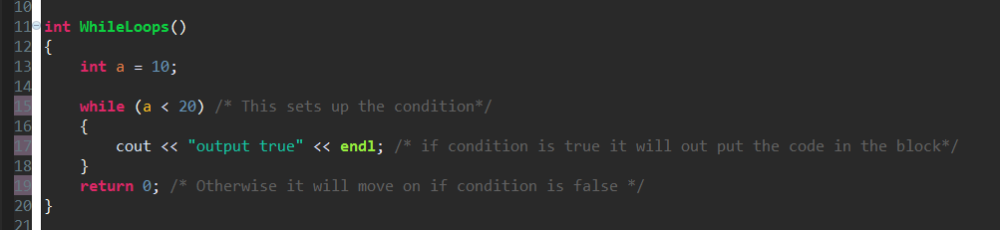 10
11 int WhileLoops()
12 {
13 int a = 10;
14
15 while (a < 20) /* This sets up the condition*/
16 {
17 cout << "output true" << endl; /* if condition is true it will out put the code in the block*/
18 }
19 return 0; /* Otherwise it will move on if condition is false */
20 }
21